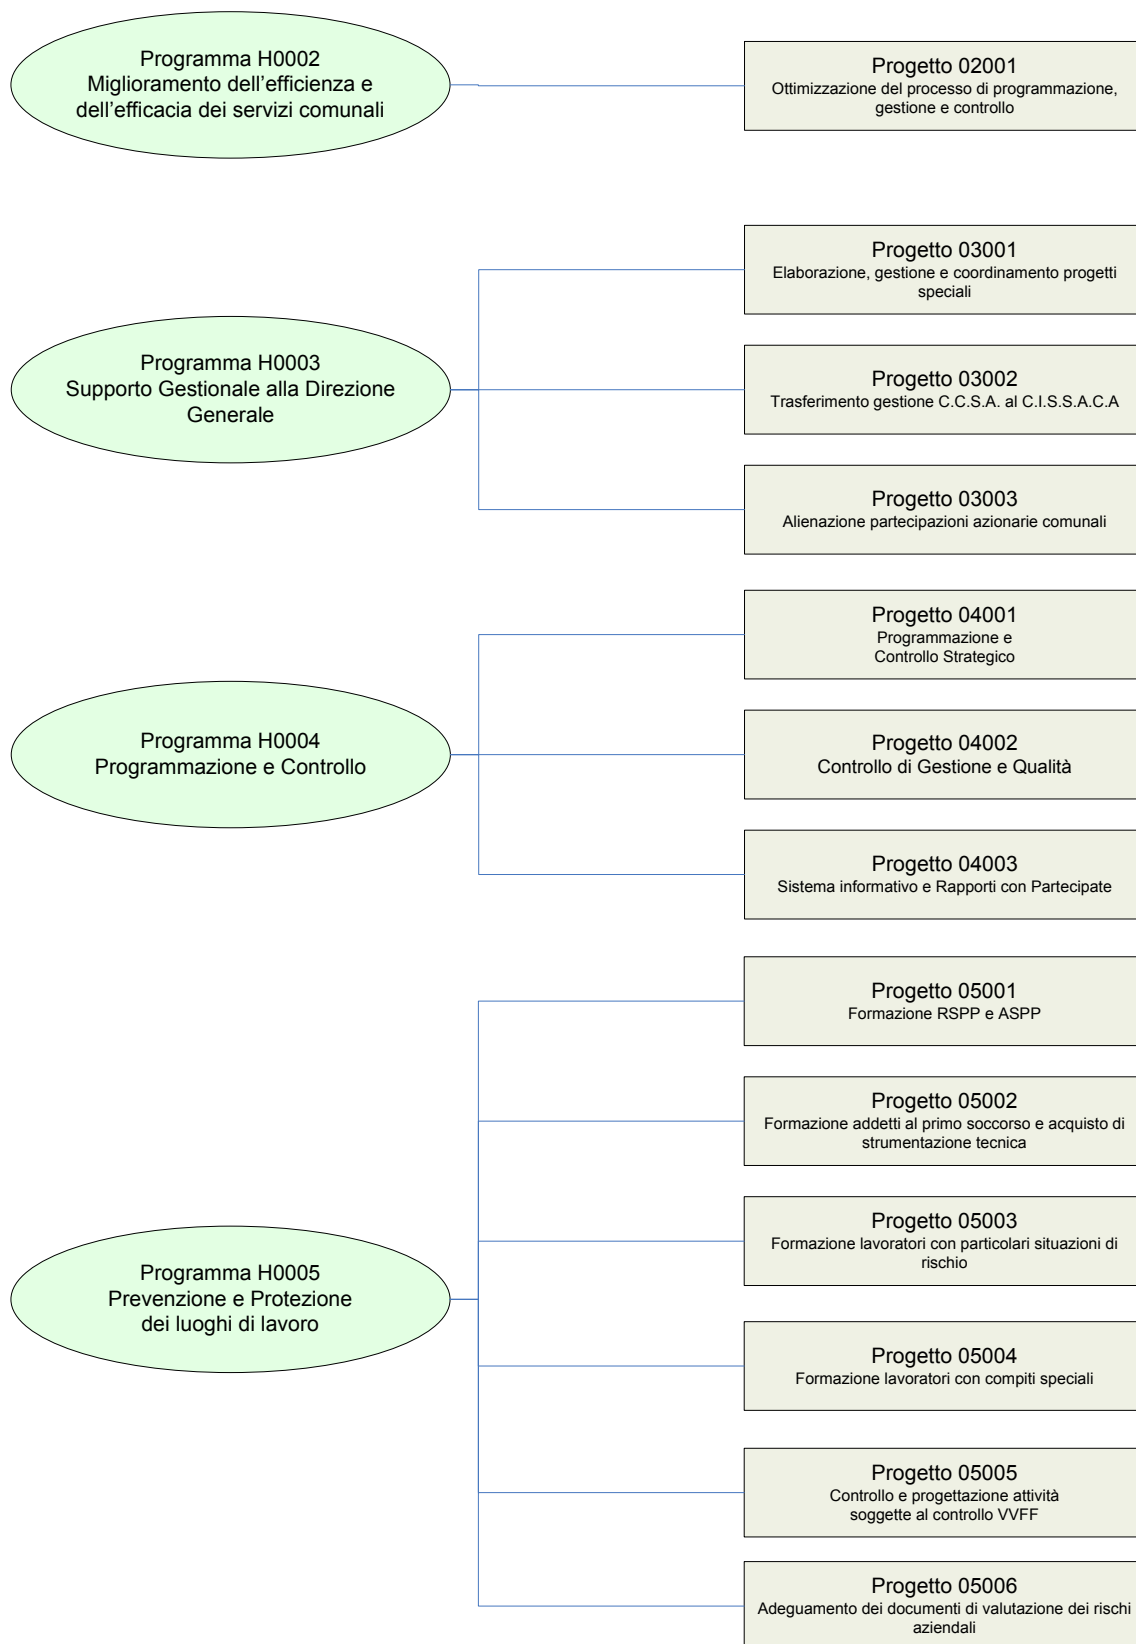 Programma H0002
Miglioramento dell’efficienza e
dell’efficacia dei servizi comunali
Progetto 02001
Ottimizzazione del processo di programmazione,
gestione e controllo
Programma H0003
Supporto Gestionale alla Direzione
Generale
Progetto 03001
Elaborazione, gestione e coordinamento progetti
speciali
Progetto 03002
Trasferimento gestione C.C.S.A. al C.I.S.S.A.C.A
Progetto 03003
Alienazione partecipazioni azionarie comunali
Programma H0004
Programmazione e Controllo
Progetto 04001
Programmazione e
Controllo Strategico
Progetto 04002
Controllo di Gestione e Qualità
Progetto 04003
Sistema informativo e Rapporti con Partecipate
Programma H0005
Prevenzione e Protezione
dei luoghi di lavoro
Progetto 05001
Formazione RSPP e ASPP
Progetto 05002
Formazione addetti al primo soccorso e acquisto di
strumentazione tecnica
Progetto 05003
Formazione lavoratori con particolari situazioni di
rischio
Progetto 05004
Formazione lavoratori con compiti speciali
Progetto 05005
Controllo e progettazione attività
soggette al controllo VVFF
Progetto 05006
Adeguamento dei documenti di valutazione dei rischi
aziendali